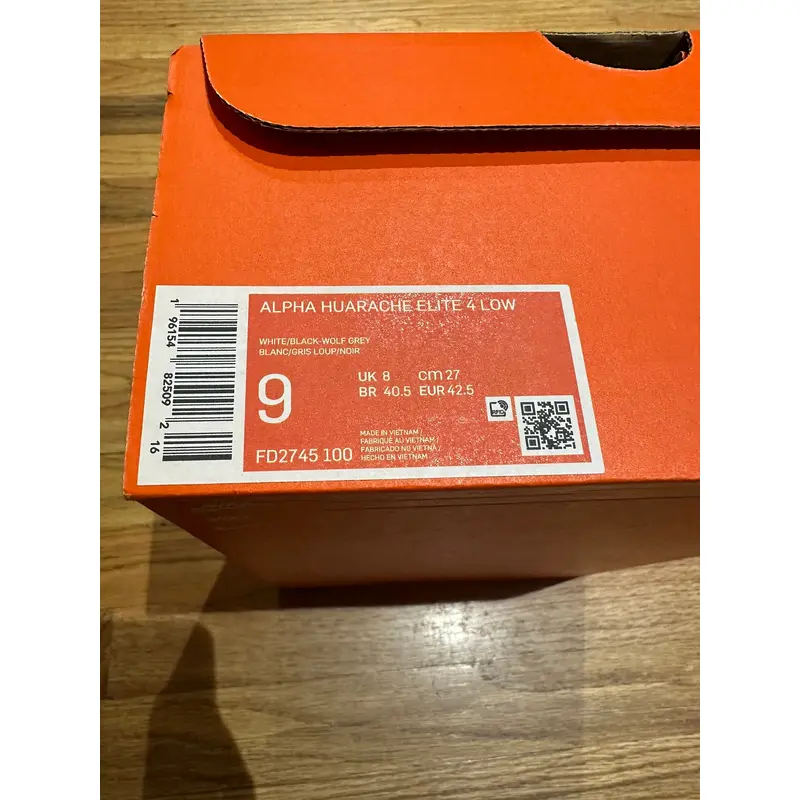 ALPHA HUARACHE ELITE 4 LOW
WHITE/BLACK-WOLF GREY
BLANC/GRIS LOUP/NOIR
9
UK 8 cm 27
BR 40.5 EUR 42.5
FD2745 100
MADE IN VIETNAM /
FABRIQUÉ AU VIETNAM /
FABRICADO NO VIETNÃ /
HECHO EN VIETNAM
RFID
1 96154 82509 2 16